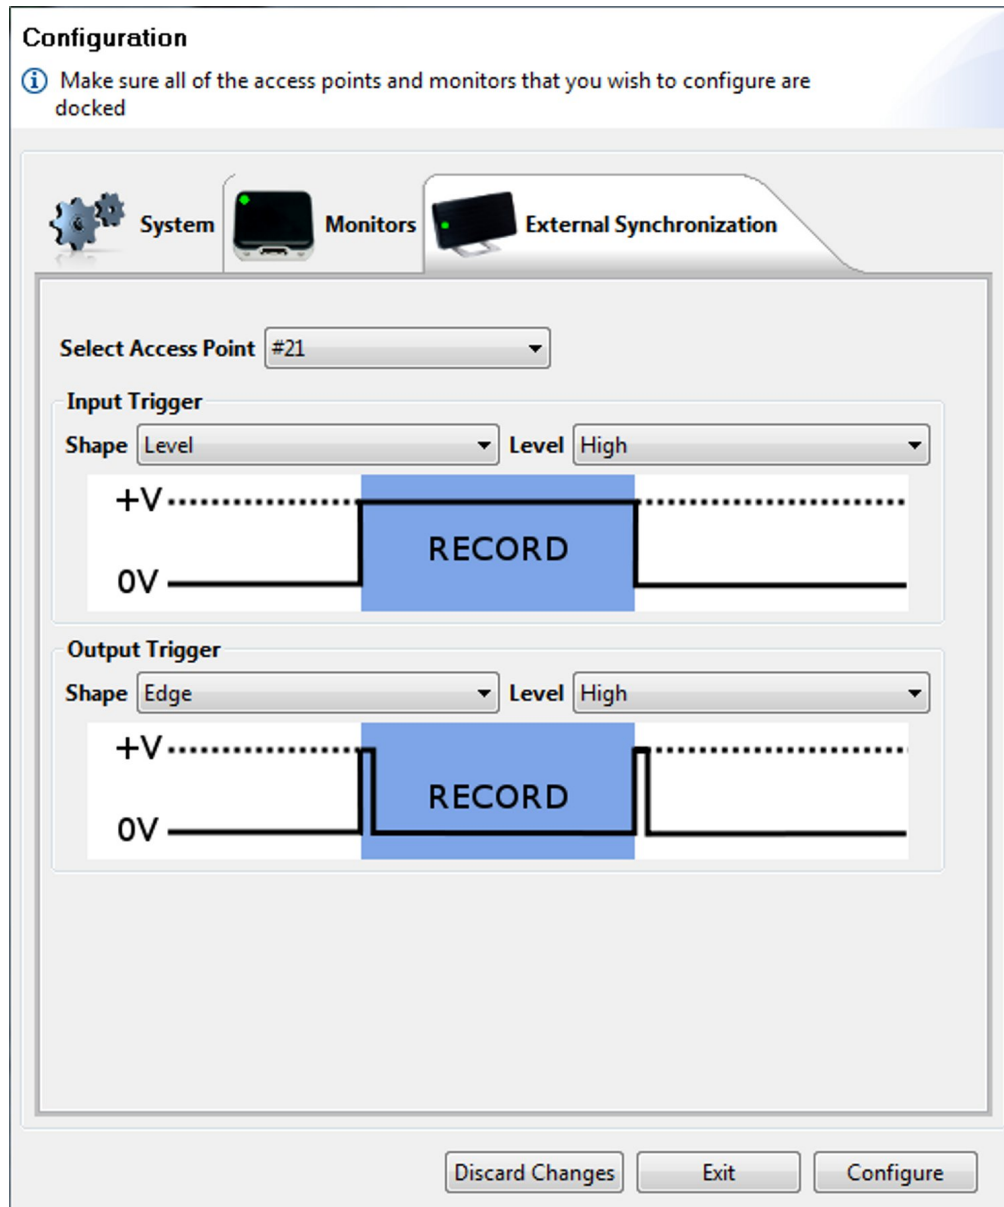 Configuration
Make sure all of the access points and monitors that you wish to configure are
docked
System
Monitors
External Synchronization
Select Access Point #21
Input Trigger
Shape Level Level High
+V
RECORD
0V
Output Trigger
Shape Edge Level High
+V
RECORD
0V
Discard Changes Exit Configure